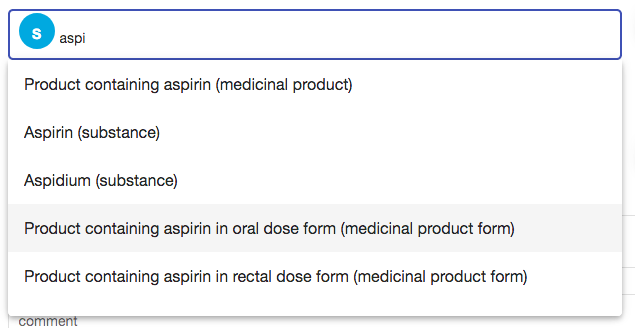 s aspi
Product containing aspirin (medicinal product)
Aspirin (substance)
Aspidium (substance)
Product containing aspirin in oral dose form (medicinal product form)
Product containing aspirin in rectal dose form (medicinal product form)
comment